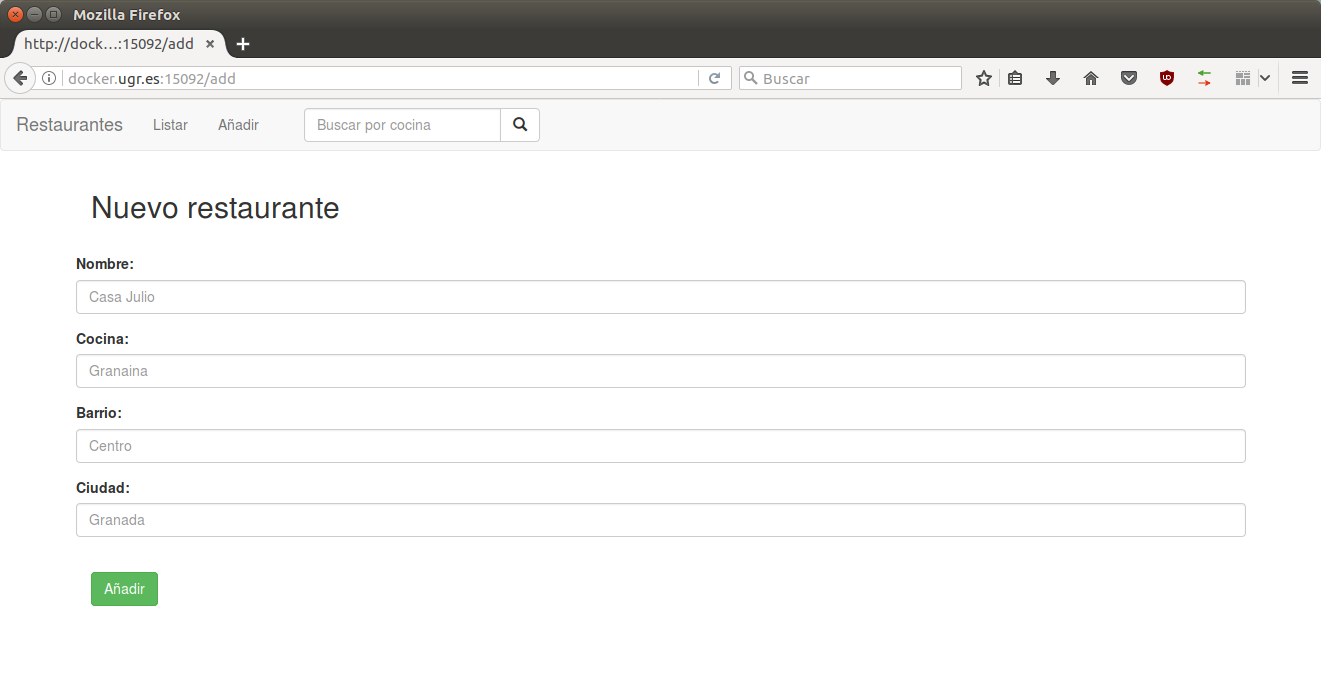 Mozilla Firefox
http://dock...:15092/add
docker.ugr.es:15092/add
Buscar
Restaurantes Listar Añadir Buscar por cocina
Nuevo restaurante
Nombre:
Casa Julio
Cocina:
Granaina
Barrio:
Centro
Ciudad:
Granada
Añadir